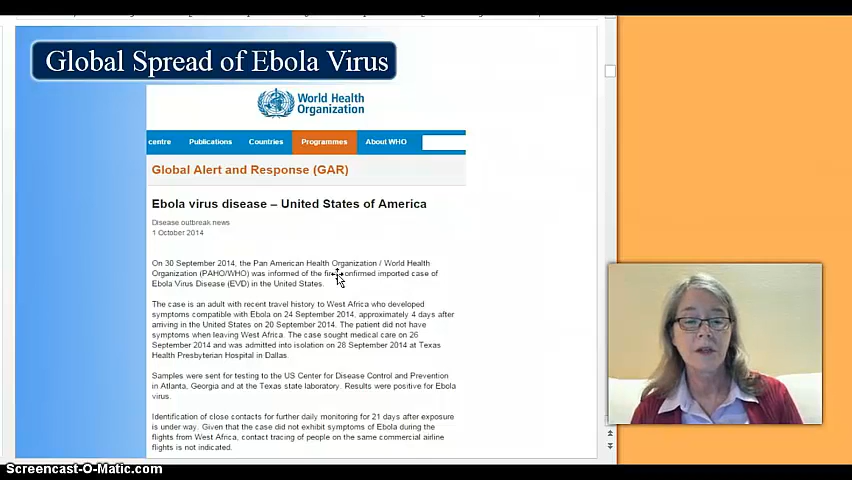 Global Spread of Ebola Virus
World Health
Organization
centre Publications Countries Programmes About WHO
Global Alert and Response (GAR)
Ebola virus disease – United States of America
Disease outbreak news
1 October 2014
On 30 September 2014, the Pan American Health Organization / World Health
Organization (PAHO/WHO) was informed of the confirmed imported case of
Ebola Virus Disease (EVD) in the United States.
The case is an adult with recent travel history to West Africa who developed
symptoms compatible with Ebola on 24 September 2014, approximately 4 days after
arriving in the United States on 20 September 2014. The patient did not have
symptoms when leaving West Africa. The case sought medical care on 26
September 2014 and was admitted into isolation on 28 September 2014 at Texas
Health Presbyterian Hospital in Dallas.
Samples were sent for testing to the US Center for Disease Control and Prevention
in Atlanta, Georgia and at the Texas state laboratory. Results were positive for Ebola
virus.
Identification of close contacts for further daily monitoring for 21 days after exposure
is under way. Given that the case did not exhibit symptoms of Ebola during the
flights from West Africa, contact tracing of people on the same commercial airline
flights is not indicated.
Screencast-O-Matic.com